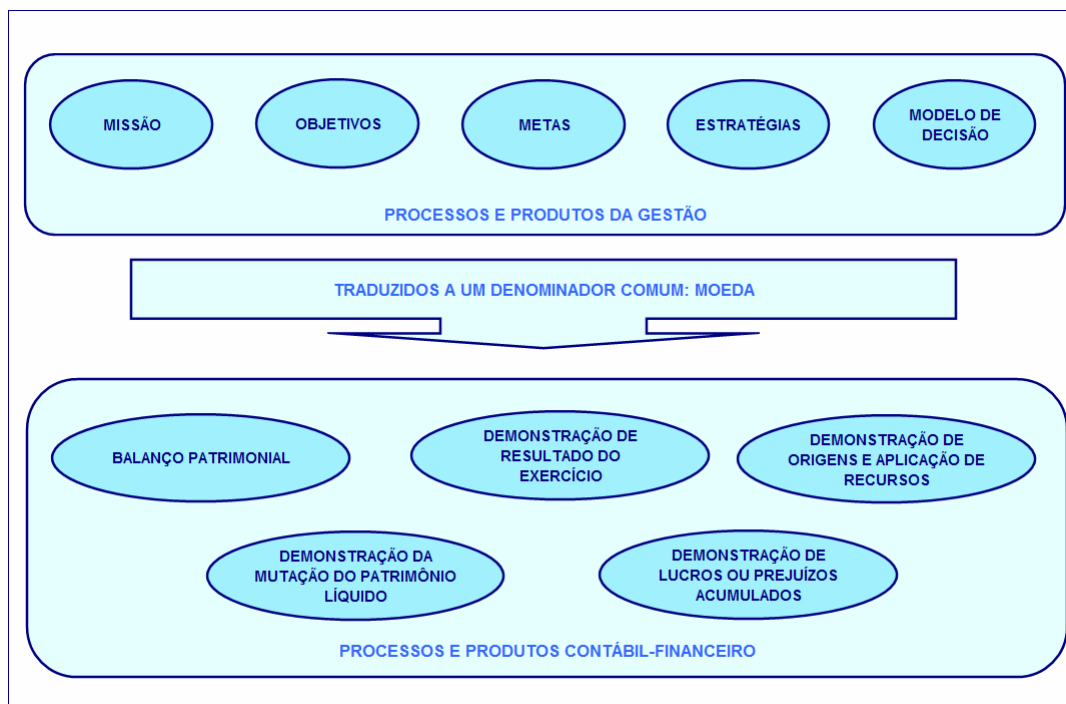 MISSÃO
OBJETIVOS
METAS
ESTRATÉGIAS
MODELO DE
DECISÃO
PROCESSOS E PRODUTOS DA GESTÃO
TRADUZIDOS A UM DENOMINADOR COMUM: MOEDA
BALANÇO PATRIMONIAL
DEMONSTRAÇÃO DE
RESULTADO DO
EXERCÍCIO
DEMONSTRAÇÃO DE
ORIGENS E APLICAÇÃO DE
RECURSOS
DEMONSTRAÇÃO DA
MUTAÇÃO DO PATRIMÔNIO
LÍQUIDO
DEMONSTRAÇÃO DE
LUCROS OU PREJUÍZOS
ACUMULADOS
PROCESSOS E PRODUTOS CONTÁBIL-FINANCEIRO